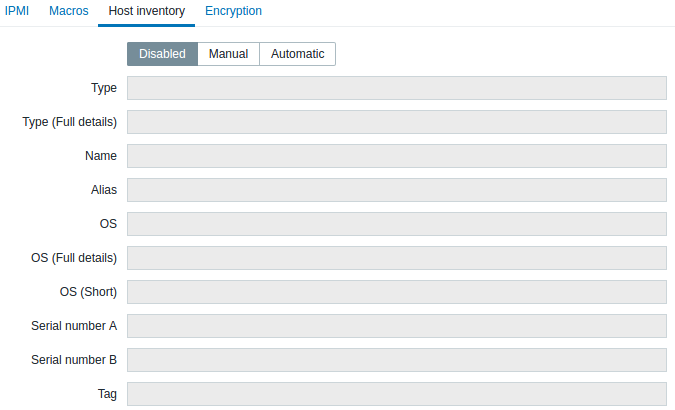 IPMI Macros Host inventory Encryption
Disabled Manual Automatic
Type
Type (Full details)
Name
Alias
OS
OS (Full details)
OS (Short)
Serial number A
Serial number B
Tag